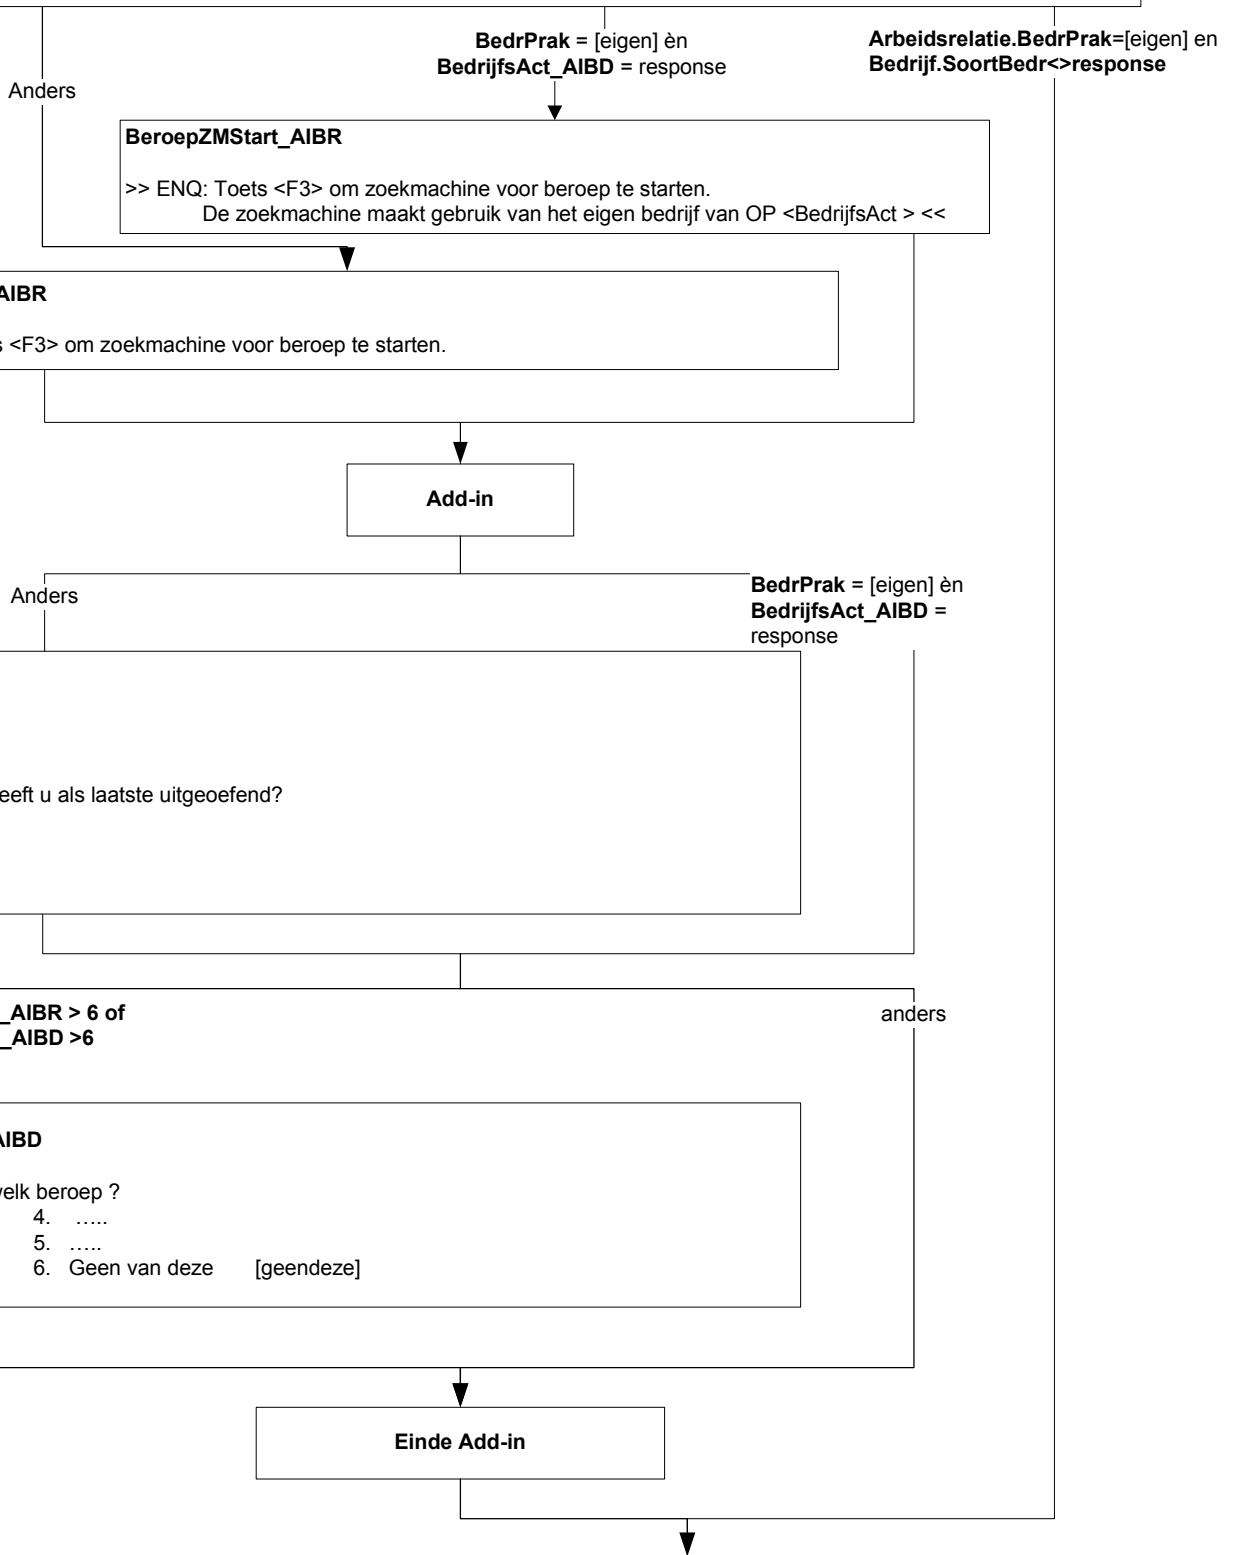 BedrPrak = [eigen] èn
BedrijfsAct_AIBD = response
Arbeidsrelatie.BedrPrak=[eigen] en
Bedrijf.SoortBedr<>response
Anders
BeroepZMStart_AIBR
>> ENQ: Toets <F3> om zoekmachine voor beroep te starten.
De zoekmachine maakt gebruik van het eigen bedrijf van OP <BedrijfsAct > <<
AIBR
s <F3> om zoekmachine voor beroep te starten.
Add-in
Anders
BedrPrak = [eigen] èn
BedrijfsAct_AIBD =
response
eeft u als laatste uitgeoefend?
_AIBR > 6 of
_AIBD >6
anders
AIBD
welk beroep ?
4. …..
5. …..
6. Geen van deze [geendeze]
Einde Add-in